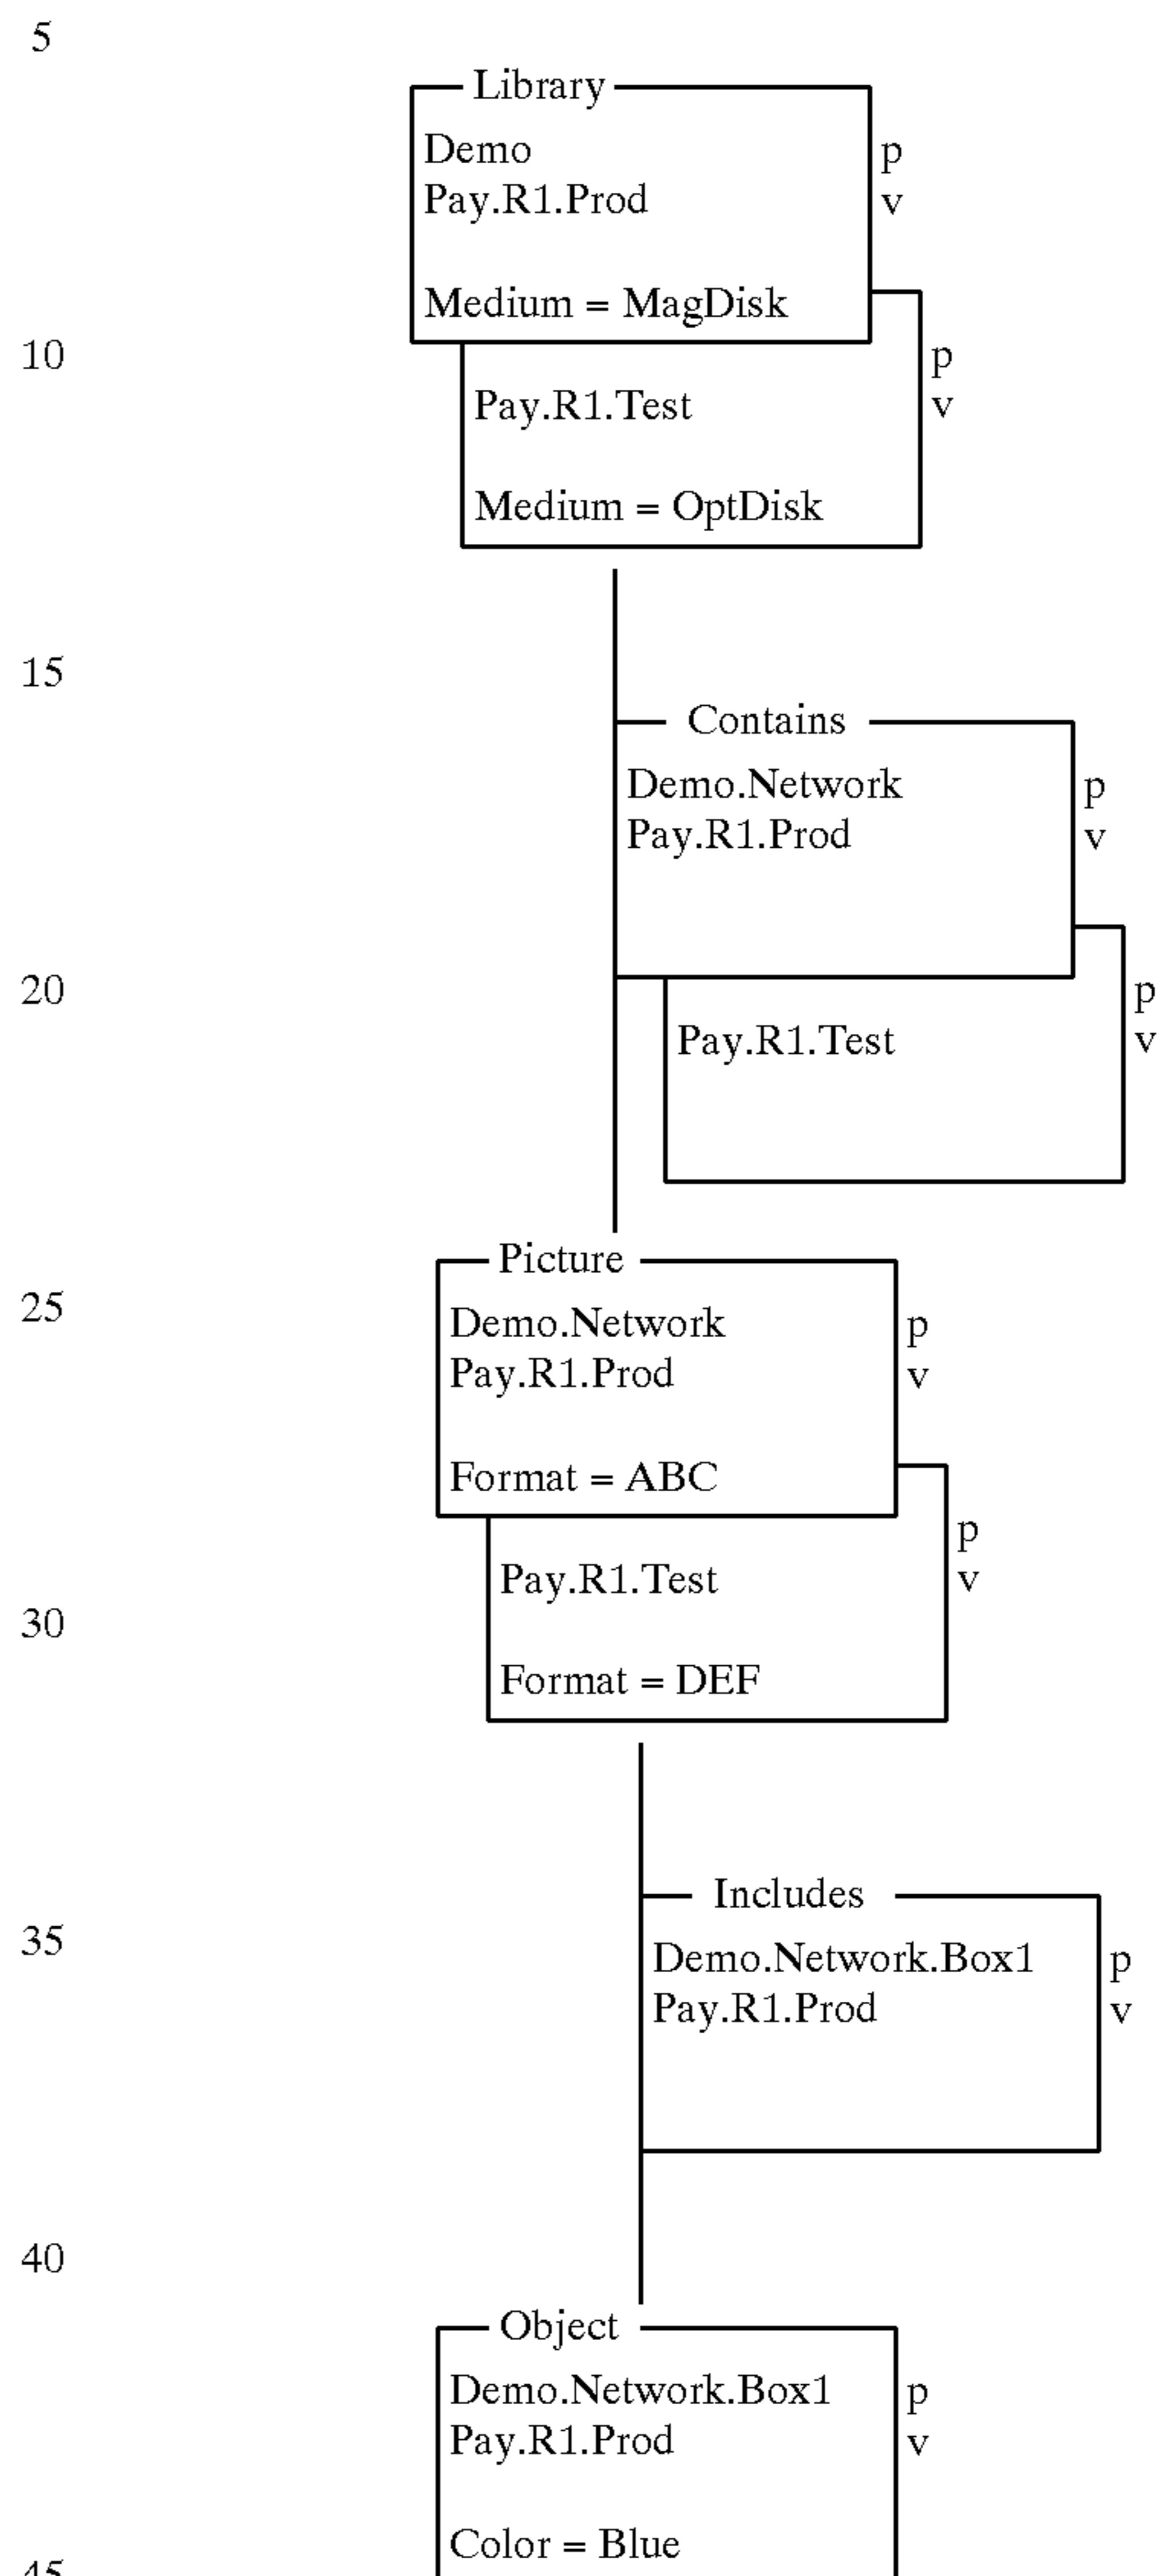 5
Library
Demo p
Pay.R1.Prod v
Medium = MagDisk
10 p
Pay.R1.Test v
Medium = OptDisk
15
Contains
Demo.Network p
Pay.R1.Prod v
20 p
Pay.R1.Test v
Picture
25
Demo.Network p
Pay.R1.Prod v
Format = ABC
p
Pay.R1.Test v
30
Format = DEF
Includes
35
Demo.Network.Box1 p
Pay.R1.Prod v
40
Object
Demo.Network.Box1 p
Pay.R1.Prod v
Color = Blue
45